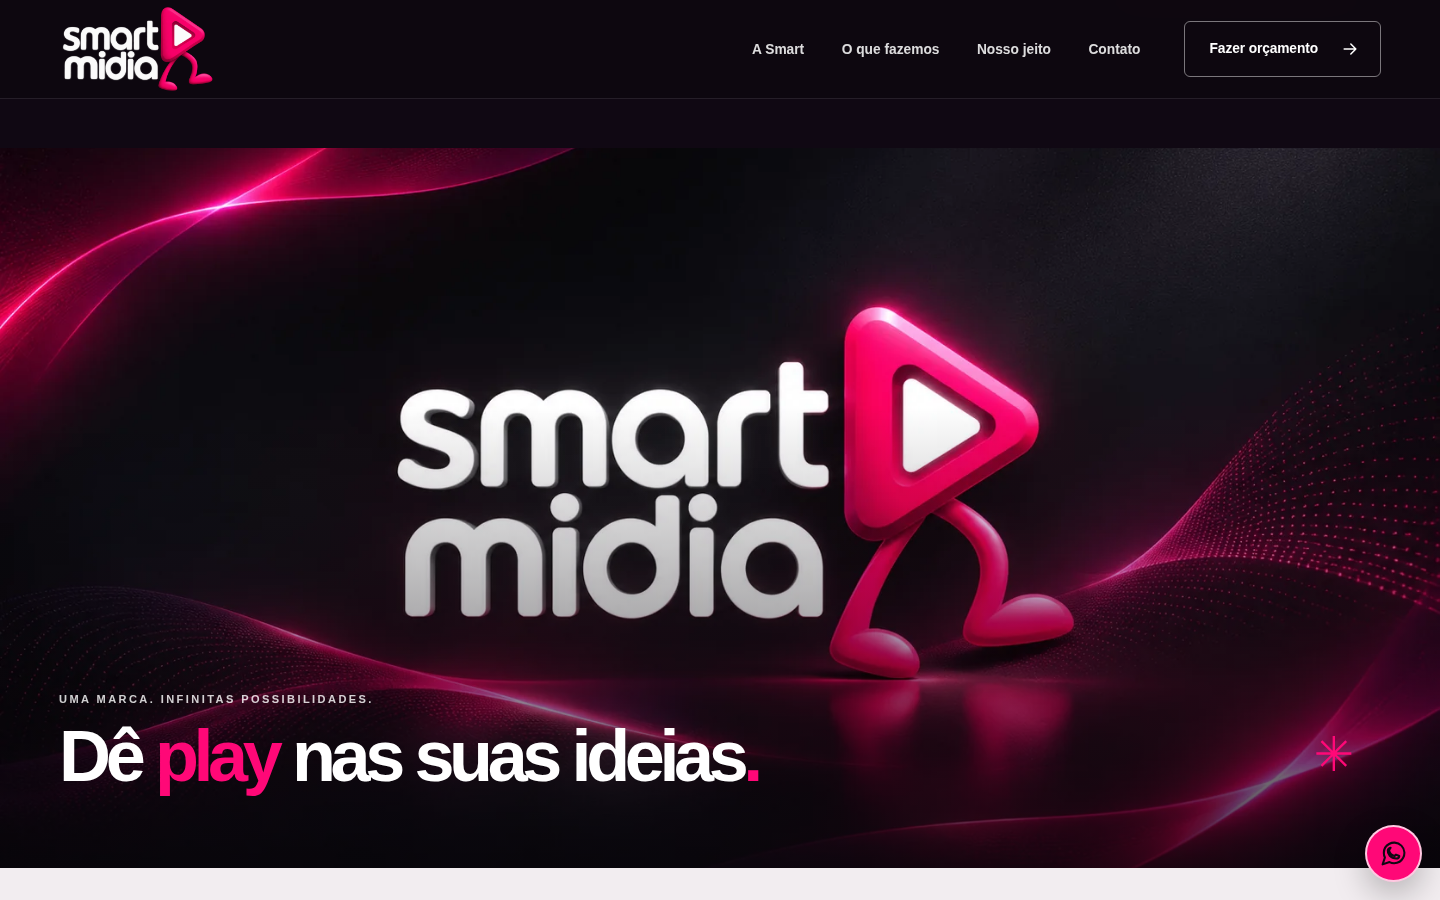 smart
midia
A Smart
O que fazemos
Nosso jeito
Contato
Fazer orçamento
smart
midia
UMA MARCA. INFINITAS POSSIBILIDADES.
Dê play nas suas ideias.